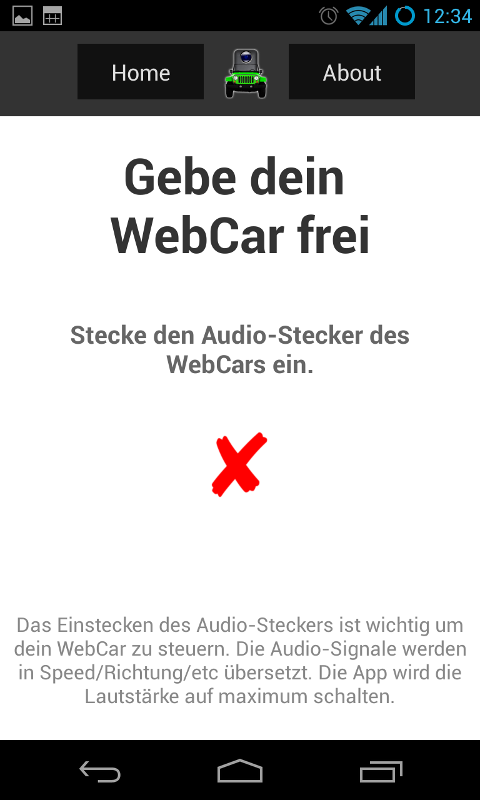 12:34
Home
About
Gebe dein
WebCar frei
Stecke den Audio-Stecker des
WebCars ein.
Das Einstecken des Audio-Steckers ist wichtig um
dein WebCar zu steuern. Die Audio-Signale werden
in Speed/Richtung/etc übersetzt. Die App wird die
Lautstärke auf maximum schalten.